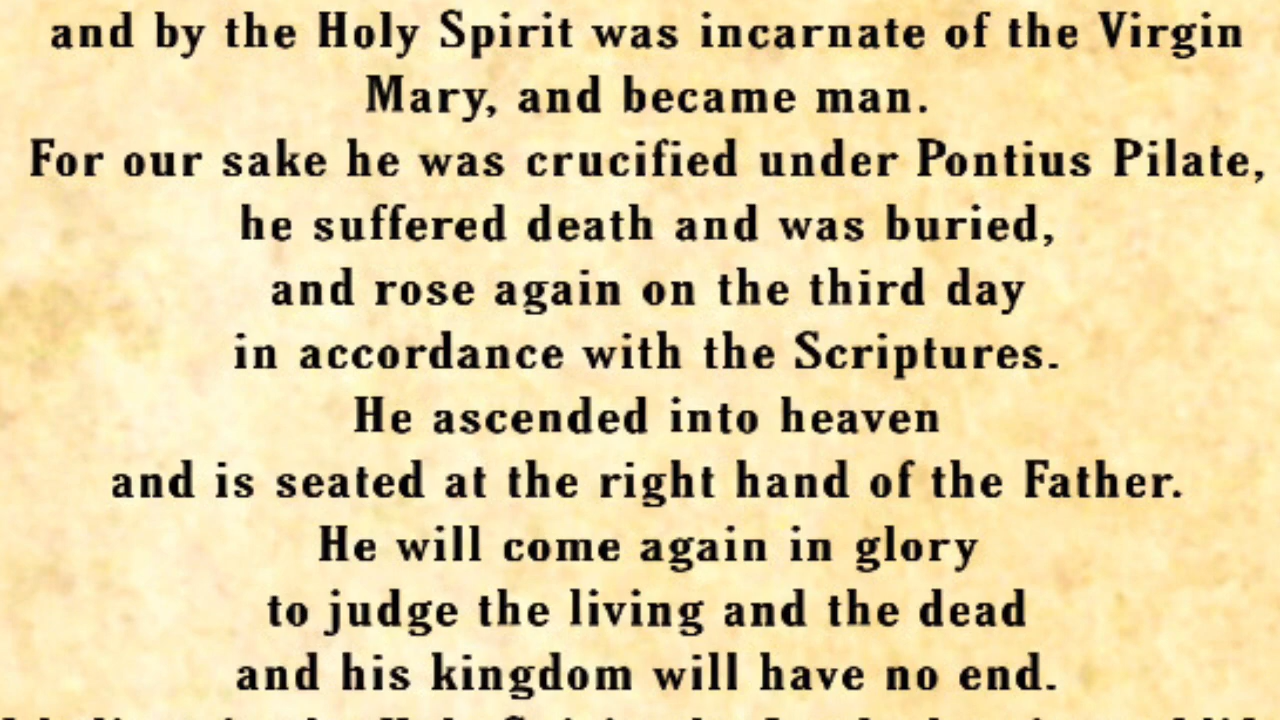 and by the Holy Spirit was incarnate of the Virgin
Mary, and became man.
For our sake he was crucified under Pontius Pilate,
he suffered death and was buried,
and rose again on the third day
in accordance with the Scriptures.
He ascended into heaven
and is seated at the right hand of the Father.
He will come again in glory
to judge the living and the dead
and his kingdom will have no end.